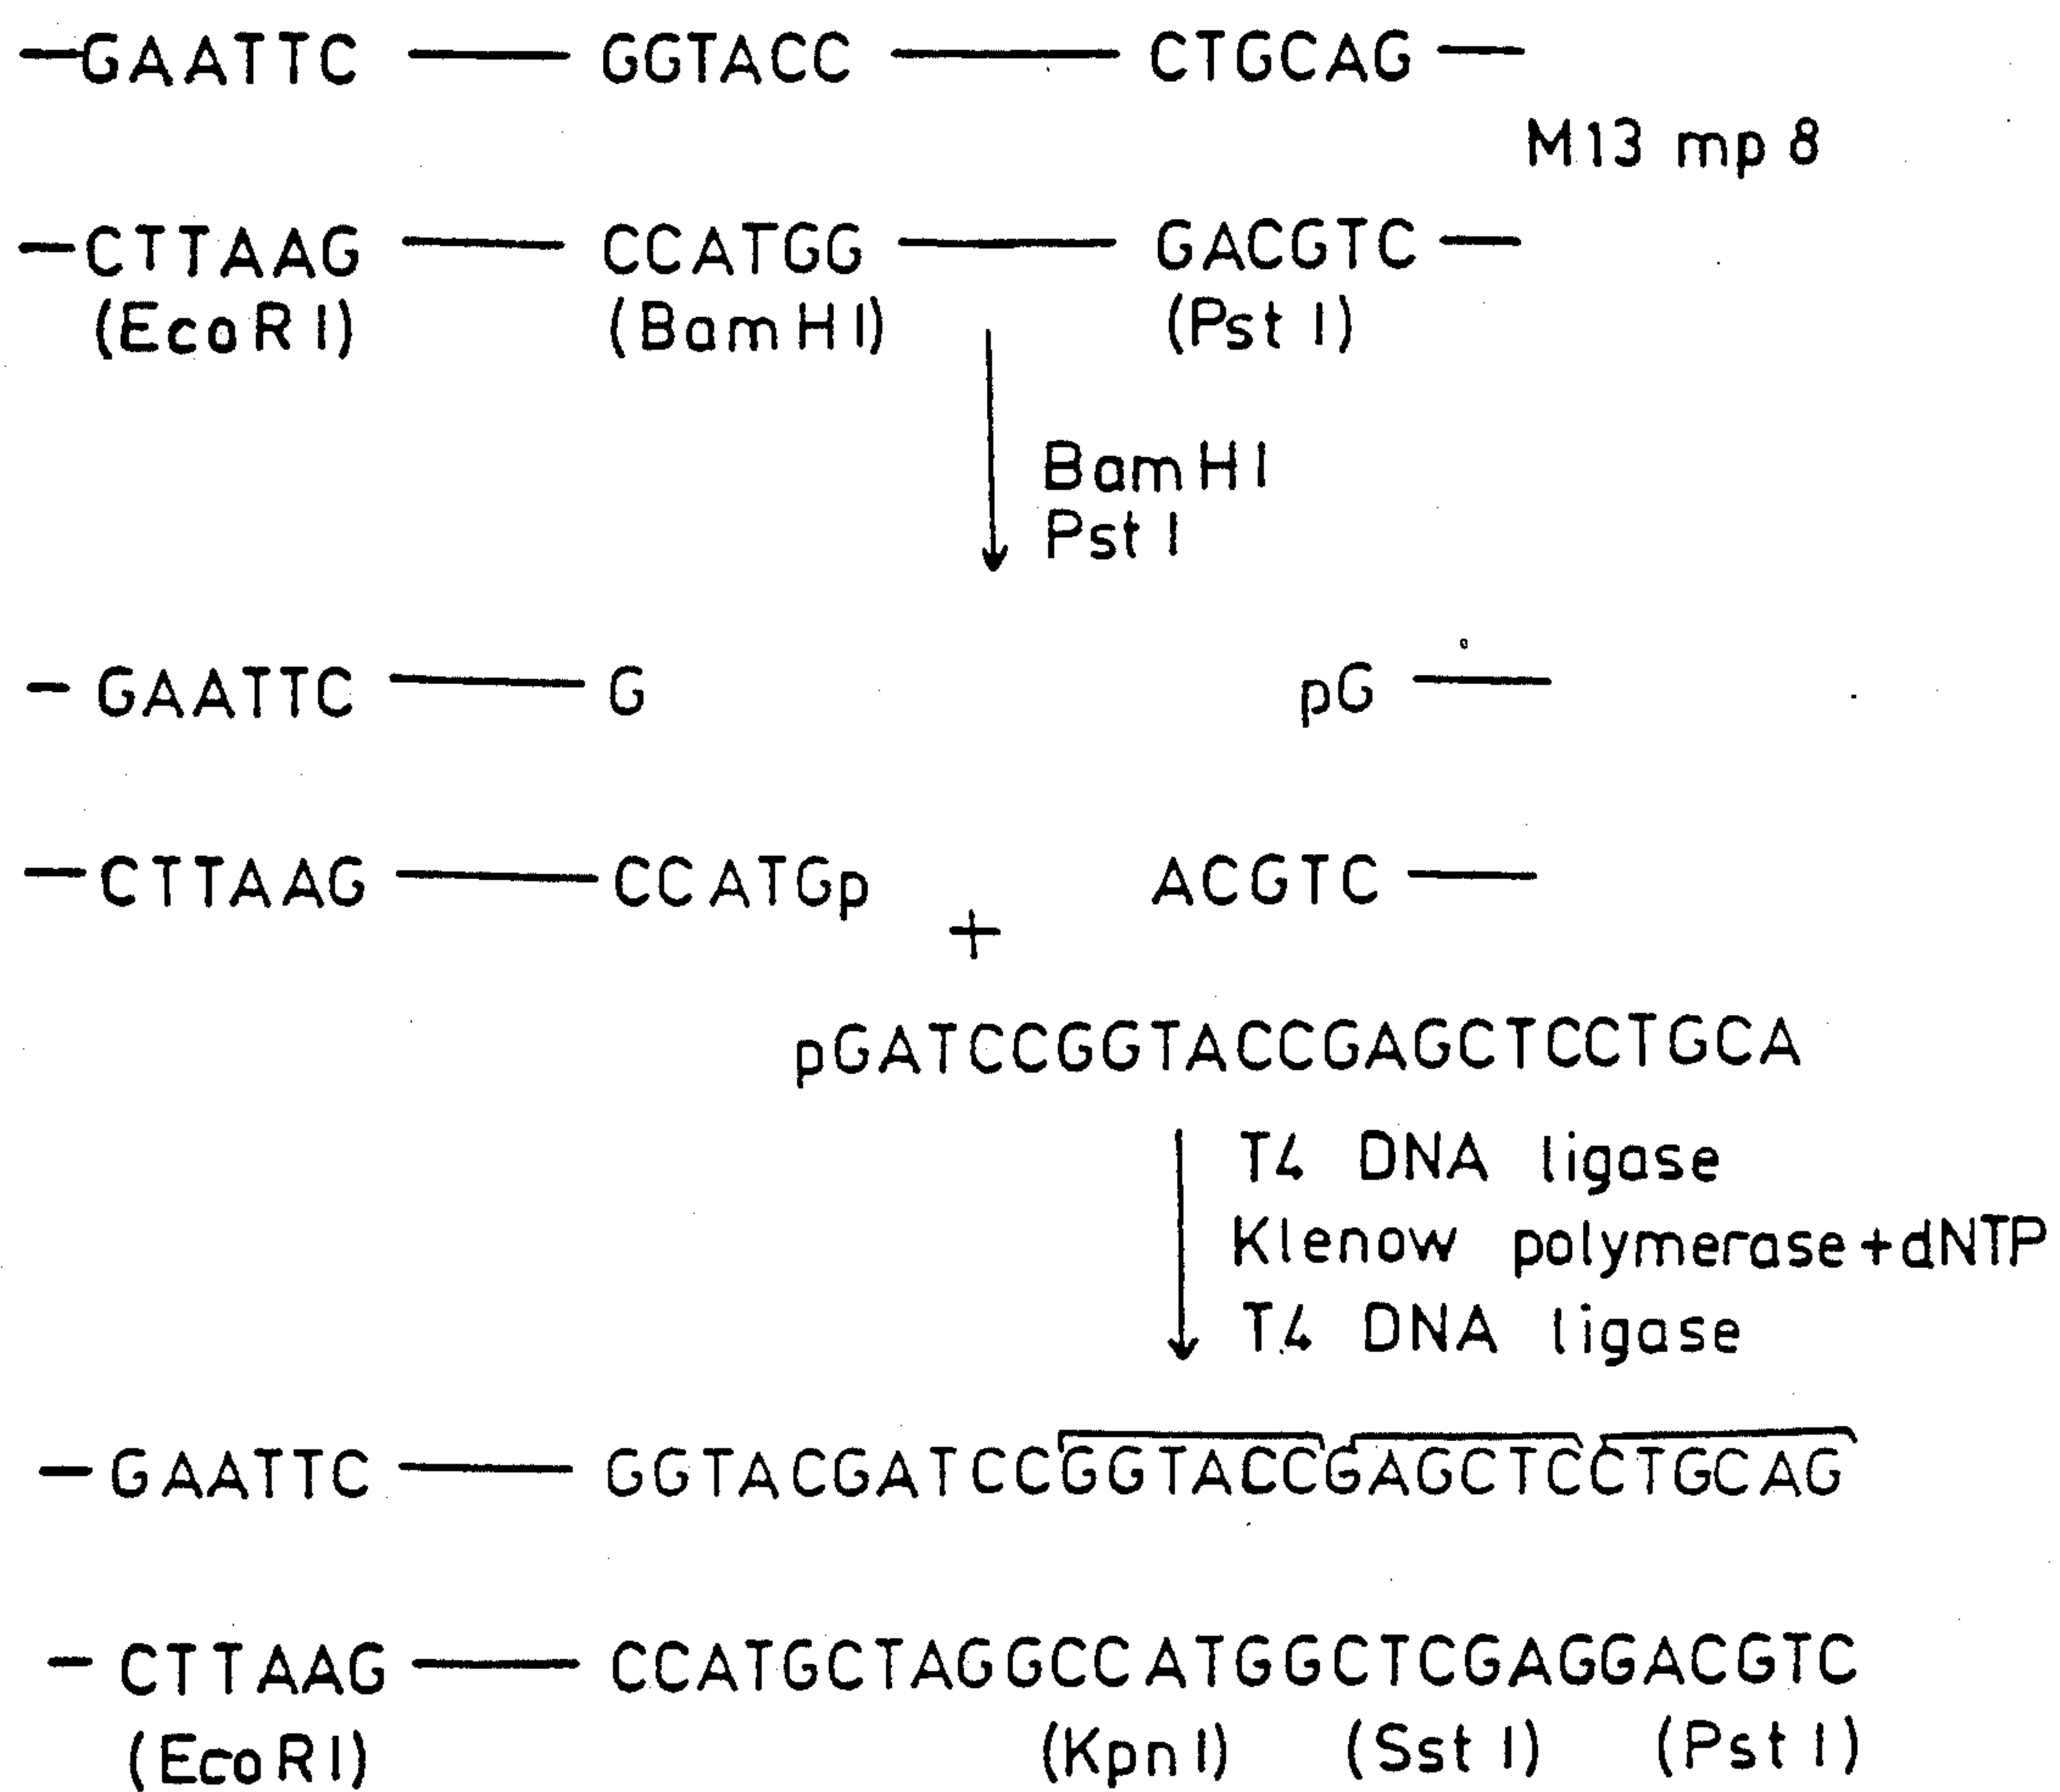 —GAATTC — GGTACC — CTGCAG —
M13 mp 8
—CTTAAG — CCATGG — GACGTC —
(EcoRI) (BamHI) (Pst I)
BamHI
Pst I
— GAATTC — G pG —
—CTTAAG — CCATGp ACGTC —
+
pGATCCGGTACCGAGCTCCTGCA
T4 DNA ligase
Klenow polymerase+dNTP
T4 DNA ligase
—GAATTC — GGTACGATCCGGTACCGAGCTCCTGCAG
— CTTAAG — CCATGCTAGGCCATGGCTCGAGGACGTC
(EcoRI) (KpnI) (Sst I) (Pst I)